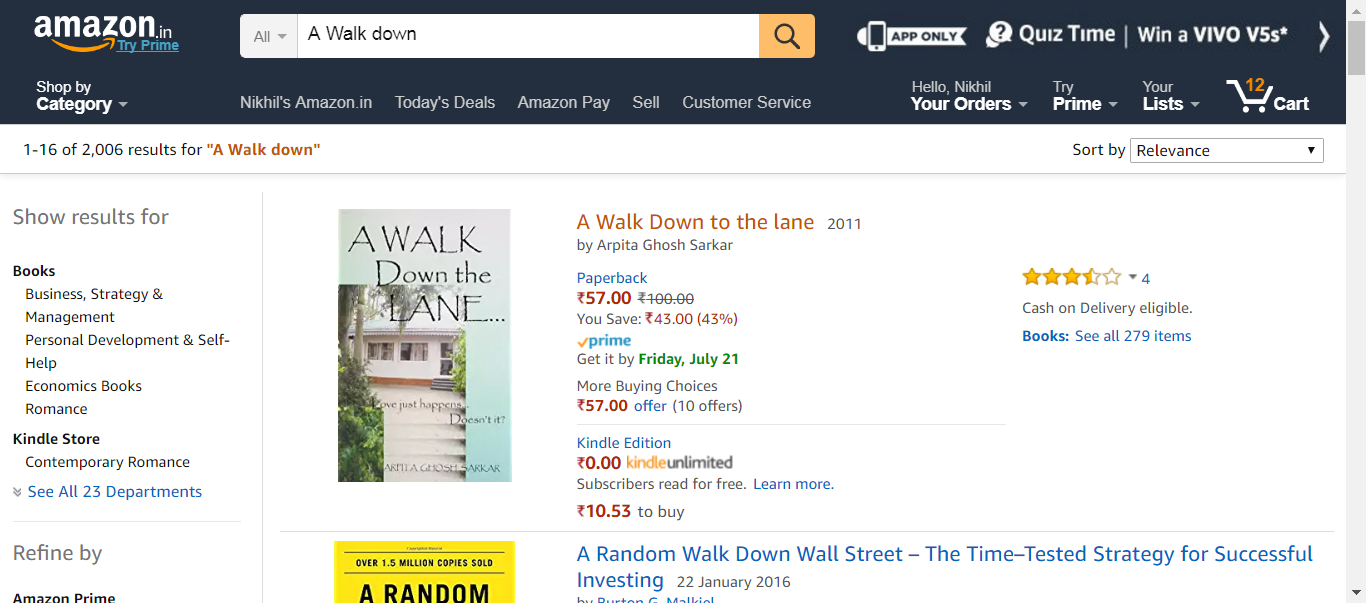 amazon.in
Try Prime
All
A Walk down
APP ONLY
Quiz Time | Win a VIVO V5s*
Shop by
Category
Nikhil's Amazon.in
Today's Deals
Amazon Pay
Sell
Customer Service
Hello, Nikhil
Your Orders
Try
Prime
Your
Lists
12
Cart
1-16 of 2,006 results for "A Walk down"
Sort by
Relevance
Show results for
Books
Business, Strategy &
Management
Personal Development & Self-
Help
Economics Books
Romance
Kindle Store
Contemporary Romance
See All 23 Departments
Refine by
Amazon Prime
A WALK
Down the
LANE...
Love just happens...
Doesn't it?
ARPITA GHOSH SARKAR
A Walk Down to the lane 2011
by Arpita Ghosh Sarkar
Paperback
₹57.00 ₹100.00
You Save: ₹43.00 (43%)
prime
Get it by Friday, July 21
More Buying Choices
₹57.00 offer (10 offers)
Kindle Edition
₹0.00 kindleunlimited
Subscribers read for free. Learn more.
₹10.53 to buy
4
Cash on Delivery eligible.
Books: See all 279 items
OVER 1.5 MILLION COPIES SOLD
A RANDOM
A Random Walk Down Wall Street – The Time–Tested Strategy for Successful
Investing 22 January 2016
by Burton G. Malkiel